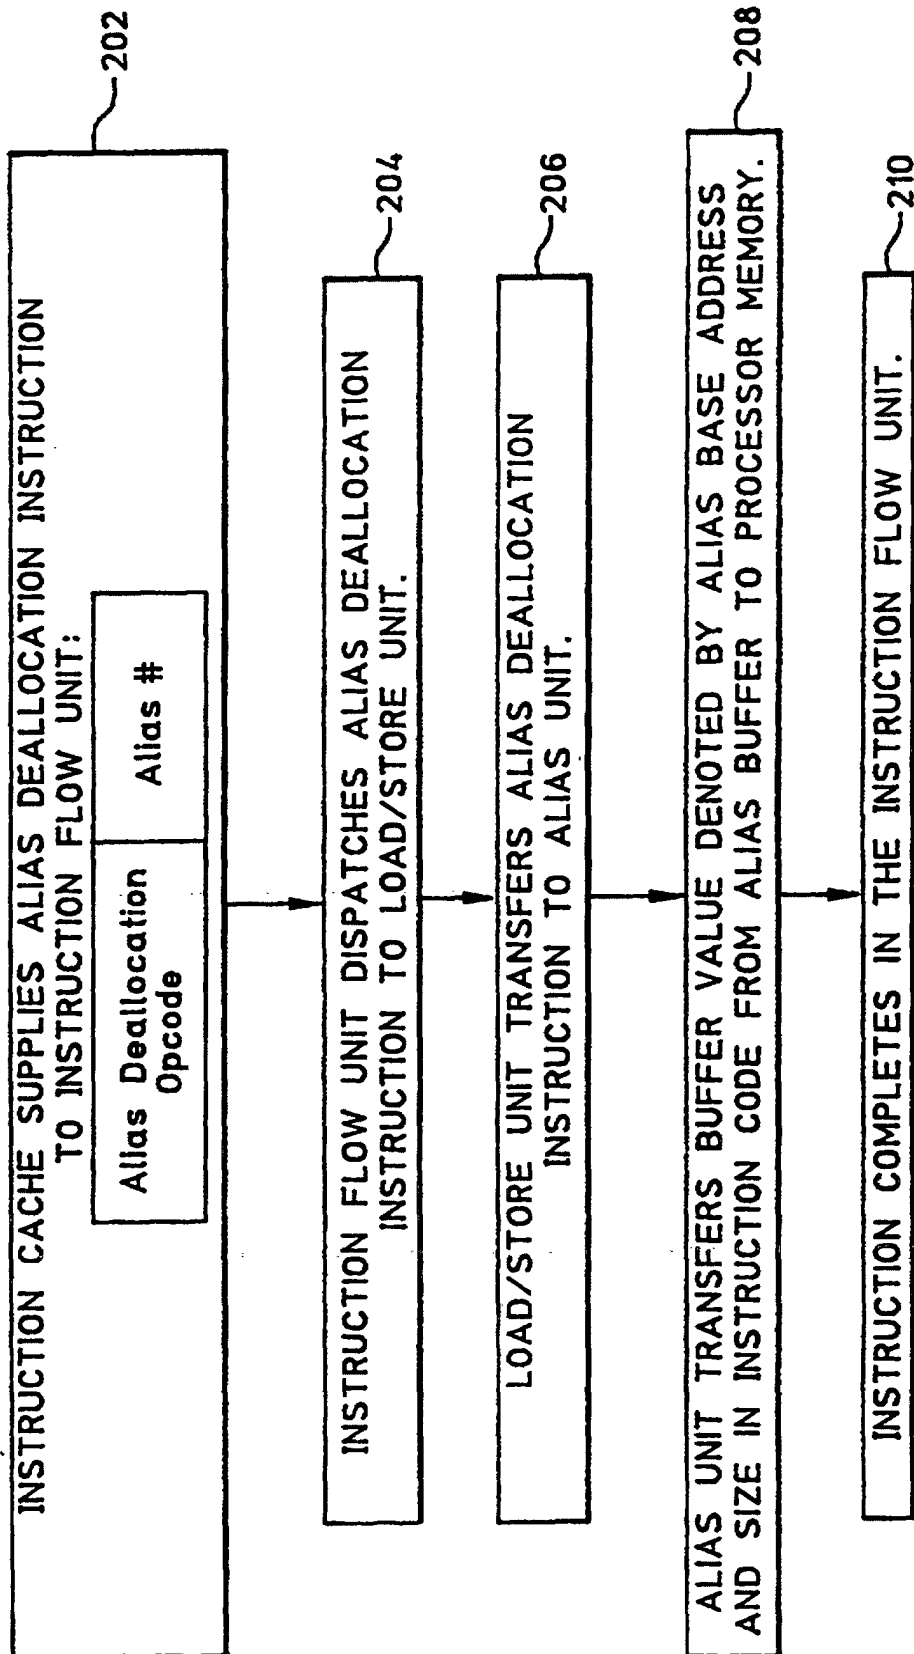 INSTRUCTION CACHE SUPPLIES ALIAS DEALLOCATION INSTRUCTION
TO INSTRUCTION FLOW UNIT:
Alias Deallocation
Opcode
Alias #
202
INSTRUCTION FLOW UNIT DISPATCHES ALIAS DEALLOCATION
INSTRUCTION TO LOAD/STORE UNIT.
204
LOAD/STORE UNIT TRANSFERS ALIAS DEALLOCATION
INSTRUCTION TO ALIAS UNIT.
206
ALIAS UNIT TRANSFERS BUFFER VALUE DENOTED BY ALIAS BASE ADDRESS
AND SIZE IN INSTRUCTION CODE FROM ALIAS BUFFER TO PROCESSOR MEMORY.
208
INSTRUCTION COMPLETES IN THE INSTRUCTION FLOW UNIT.
210